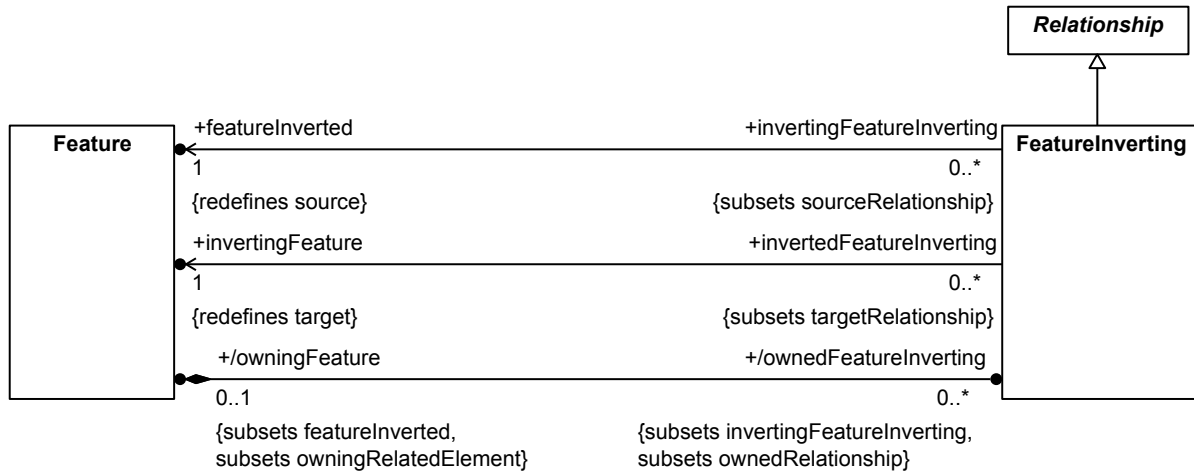 Relationship
Feature
FeatureInverting
+featureInverted
+invertingFeatureInverting
1
0..*
{redefines source}
{subsets sourceRelationship}
+invertingFeature
+invertedFeatureInverting
1
0..*
{redefines target}
{subsets targetRelationship}
+/owningFeature
+/ownedFeatureInverting
0..1
0..*
{subsets featureInverted,
subsets owningRelatedElement}
{subsets invertingFeatureInverting,
subsets ownedRelationship}